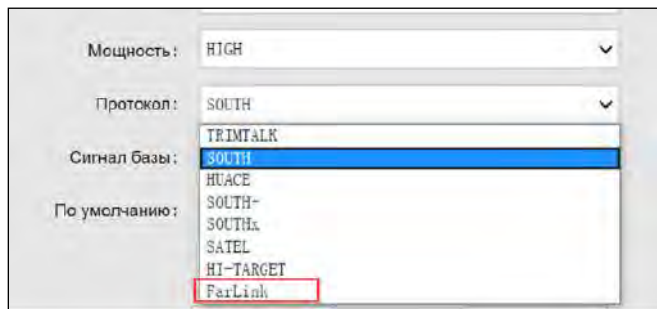 Мощность: HIGH
Протокол: SOUTH
TRIMTALK
Сигнал базы: SOUTH
HUACE
По умолчанию: SOUTH-
SOUTHx
SATEL
HI-TARGET
FarLink